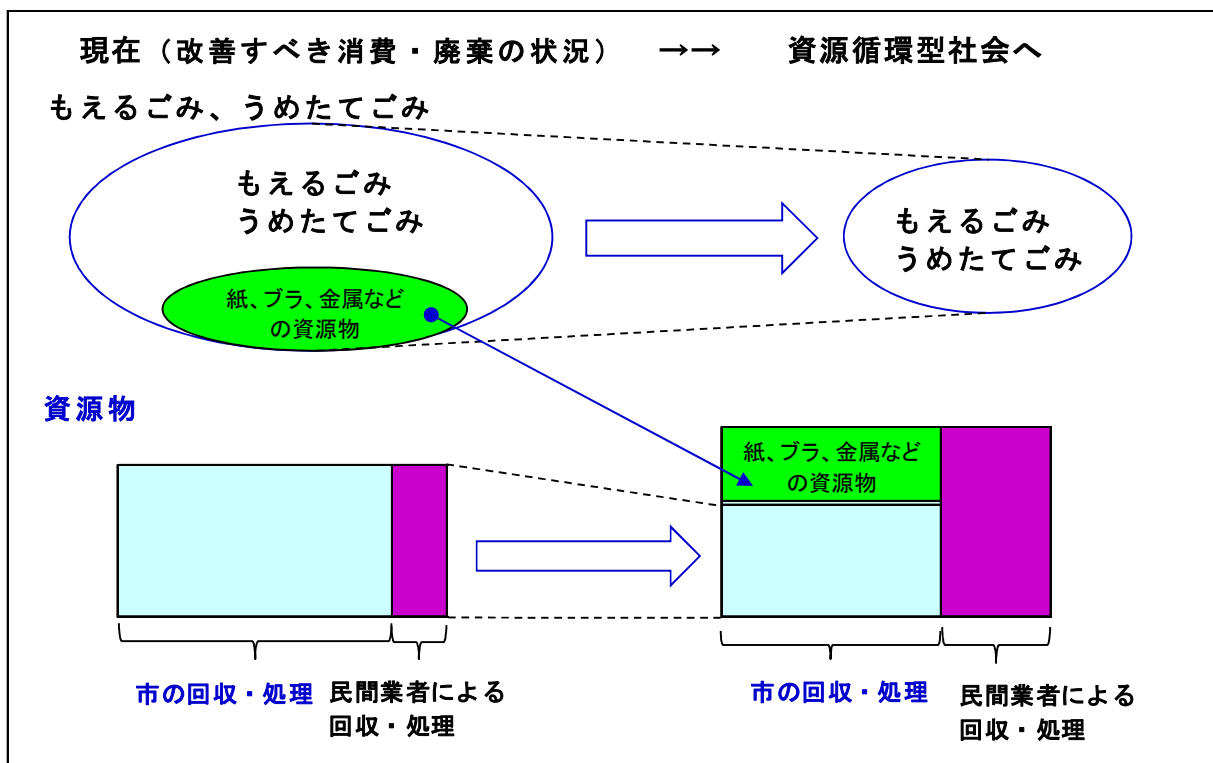 現在（改善すべき消費・廃棄の状況） →→ 資源循環型社会へ
もえるごみ、うめたてごみ
もえるごみ
うめたてごみ
紙、プラ、金属など
の資源物
もえるごみ
うめたてごみ
資源物
紙、プラ、金属など
の資源物
市の回収・処理
民間業者による
回収・処理
市の回収・処理
民間業者による
回収・処理